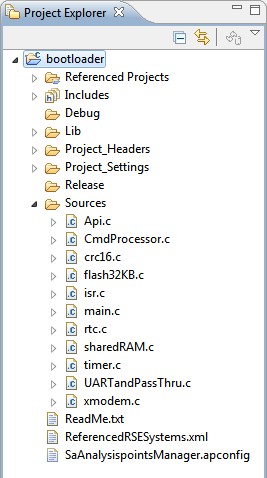 Project Explorer
bootloader
Referenced Projects
Includes
Debug
Lib
Project_Headers
Project_Settings
Release
Sources
Api.c
CmdProcessor.c
crc16.c
flash32KB.c
isr.c
main.c
rtc.c
sharedRAM.c
timer.c
UARTandPassThru.c
xmodem.c
ReadMe.txt
ReferencedRSESystems.xml
SaAnalysispointsManager.apconfig